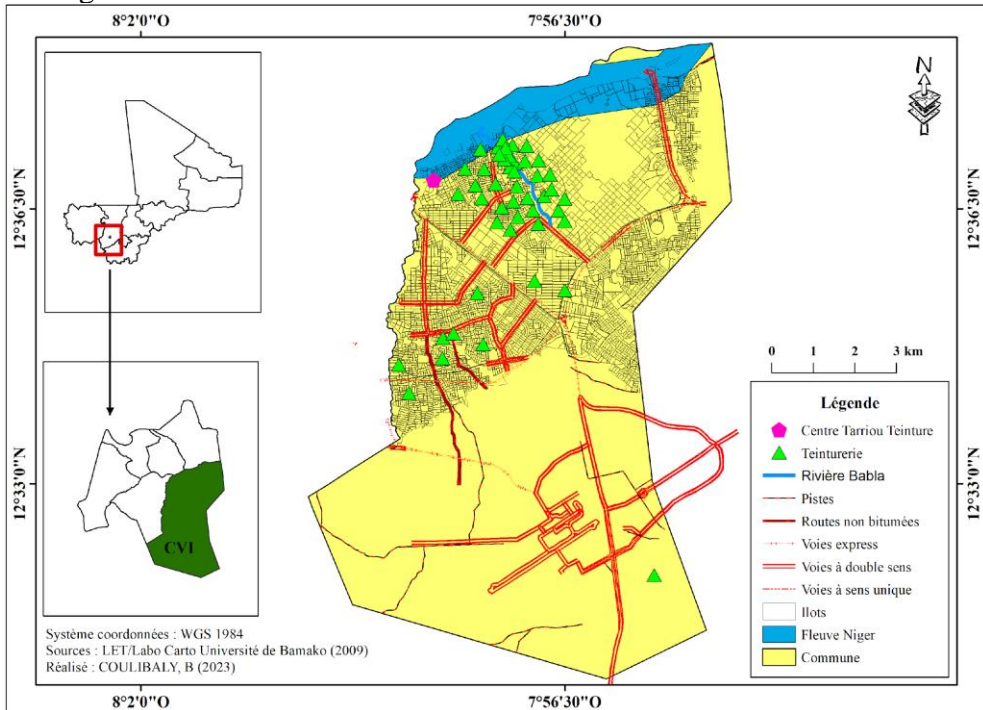 8°2'0"O
7°56'30"O
N
12°36'30"N
12°36'30"N
0 1 2 3 km
Légende
Centre Tarriou Teinture
Teinturerie
Rivière Babla
Pistes
Routes non bitumées
Voies express
Voies à double sens
Voies à sens unique
Ilots
Fleuve Niger
Commune
12°33'0"N
12°33'0"N
CVI
Système coordonnées : WGS 1984
Sources : LET/Labo Carto Université de Bamako (2009)
Réalisé : COULIBALY, B (2023)
8°2'0"O
7°56'30"O